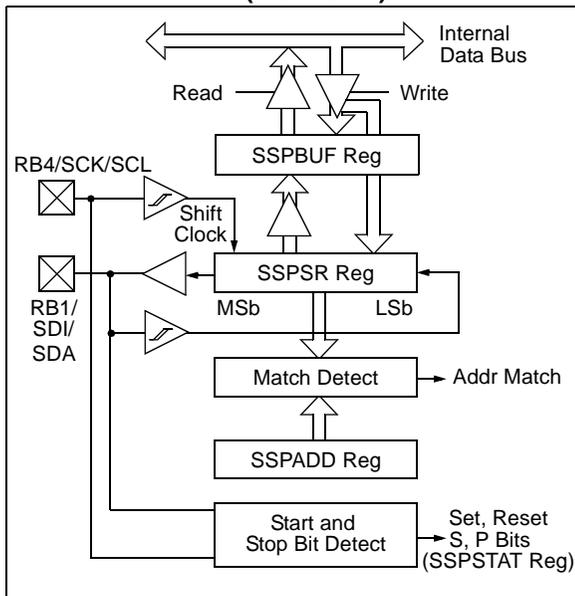 Internal
Data Bus
Read
Write
SSPBUF Reg
RB4/SCK/SCL
Shift
Clock
SSPSR Reg
MSb
LSb
RB1/
SDI/
SDA
Match Detect
Addr Match
SSPADD Reg
Start and
Stop Bit Detect
Set, Reset
S, P Bits
(SSPSTAT Reg)